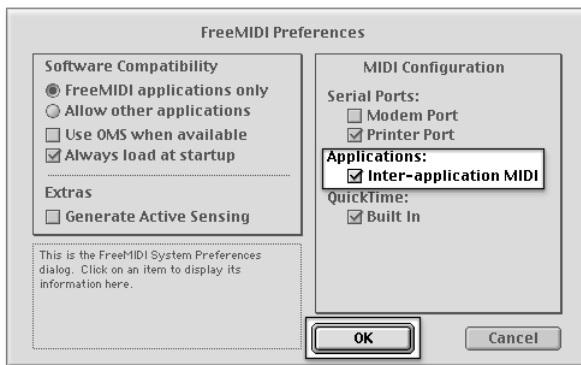 FreeMIDI Preferences
Software Compatibility
FreeMIDI applications only
Allow other applications
Use OMS when available
Always load at startup
Extras
Generate Active Sensing
This is the FreeMIDI System Preferences
dialog. Click on an item to display its
information here.
MIDI Configuration
Serial Ports:
Modem Port
Printer Port
Applications:
Inter-application MIDI
QuickTime:
Built In
OK
Cancel